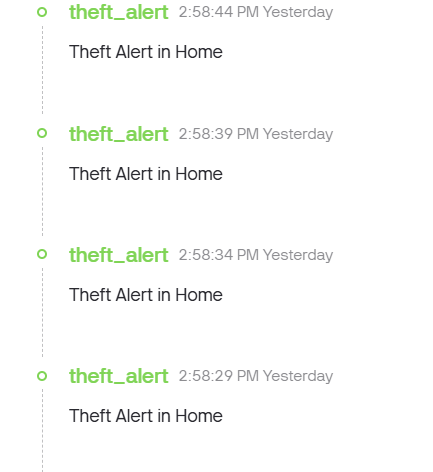 theft_alert 2:58:44 PM Yesterday
Theft Alert in Home
theft_alert 2:58:39 PM Yesterday
Theft Alert in Home
theft_alert 2:58:34 PM Yesterday
Theft Alert in Home
theft_alert 2:58:29 PM Yesterday
Theft Alert in Home